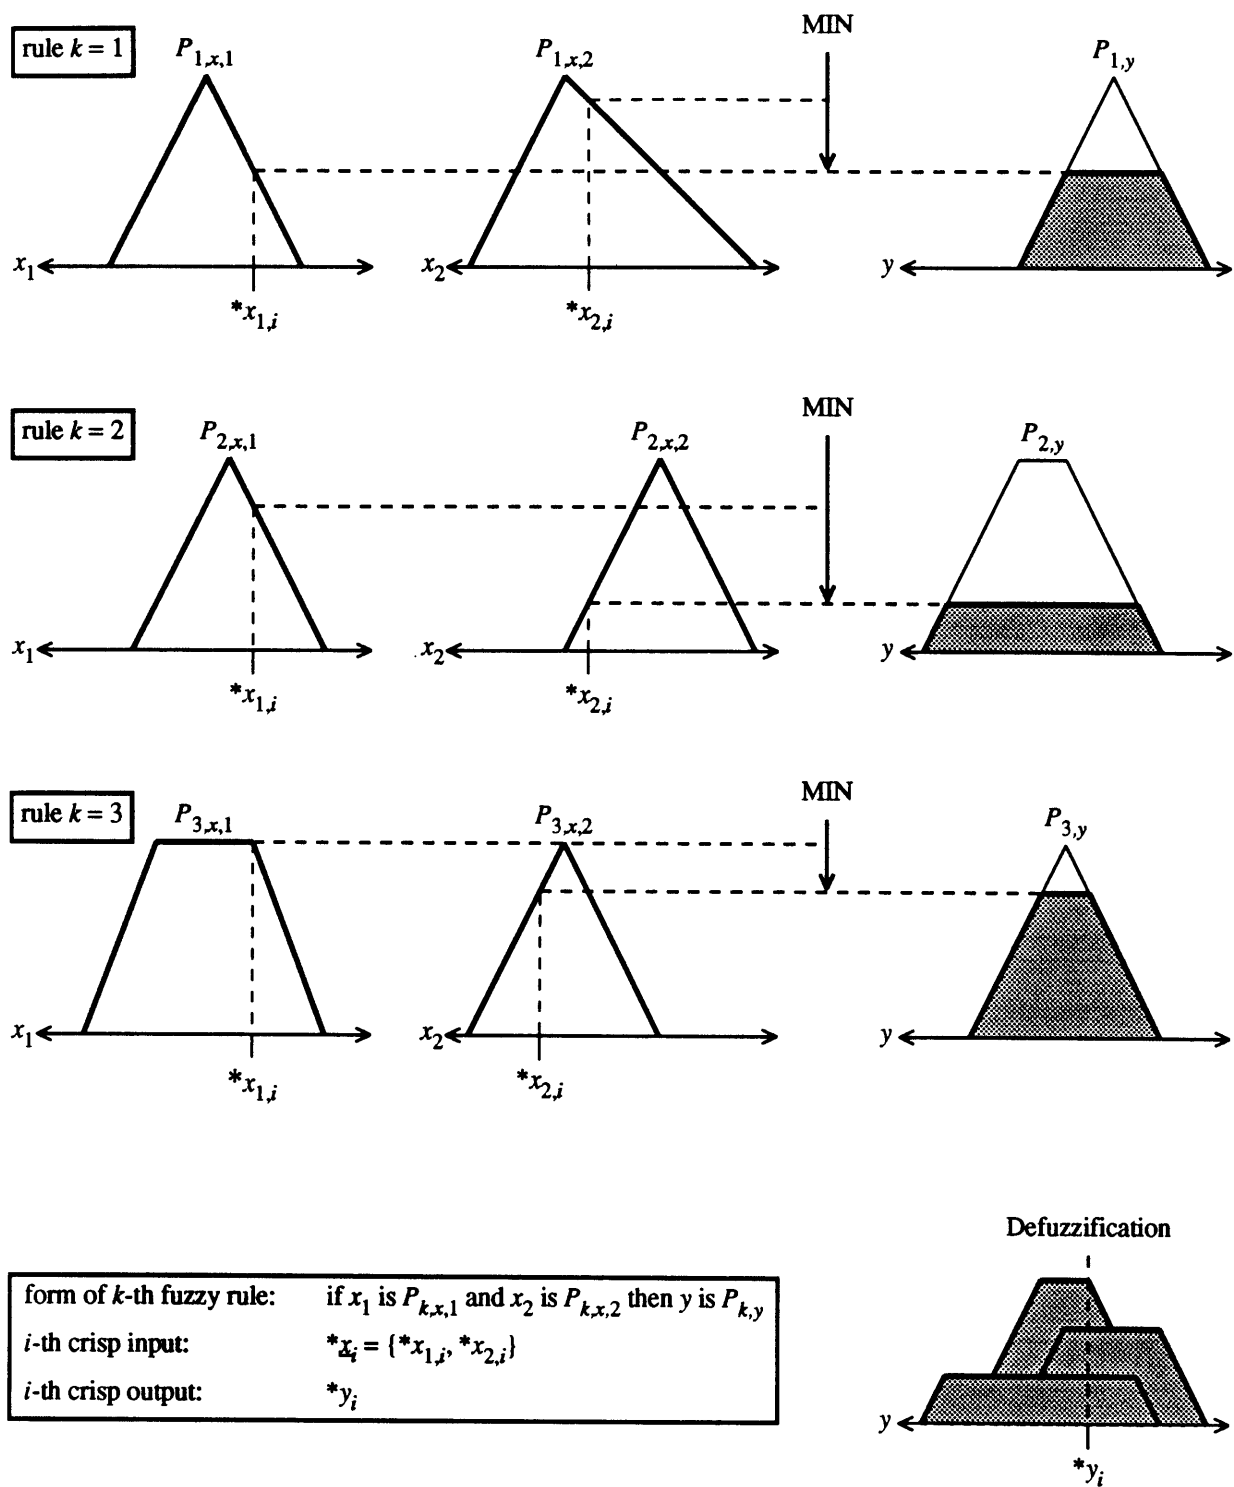 MIN
rule k = 1 P1,x,1 P1,x,2 P1,y
x1 x2 y
*x1,i *x2,i
MIN
rule k = 2 P2,x,1 P2,x,2 P2,y
x1 x2 y
*x1,i *x2,i
MIN
rule k = 3 P3,x,1 P3,x,2 P3,y
x1 x2 y
*x1,i *x2,i
Defuzzification
form of k-th fuzzy rule: if x1 is Pk,x,1 and x2 is Pk,x,2 then y is Pk,y
i-th crisp input: *xi = {*x1,i, *x2,i}
i-th crisp output: *yi
y
*yi